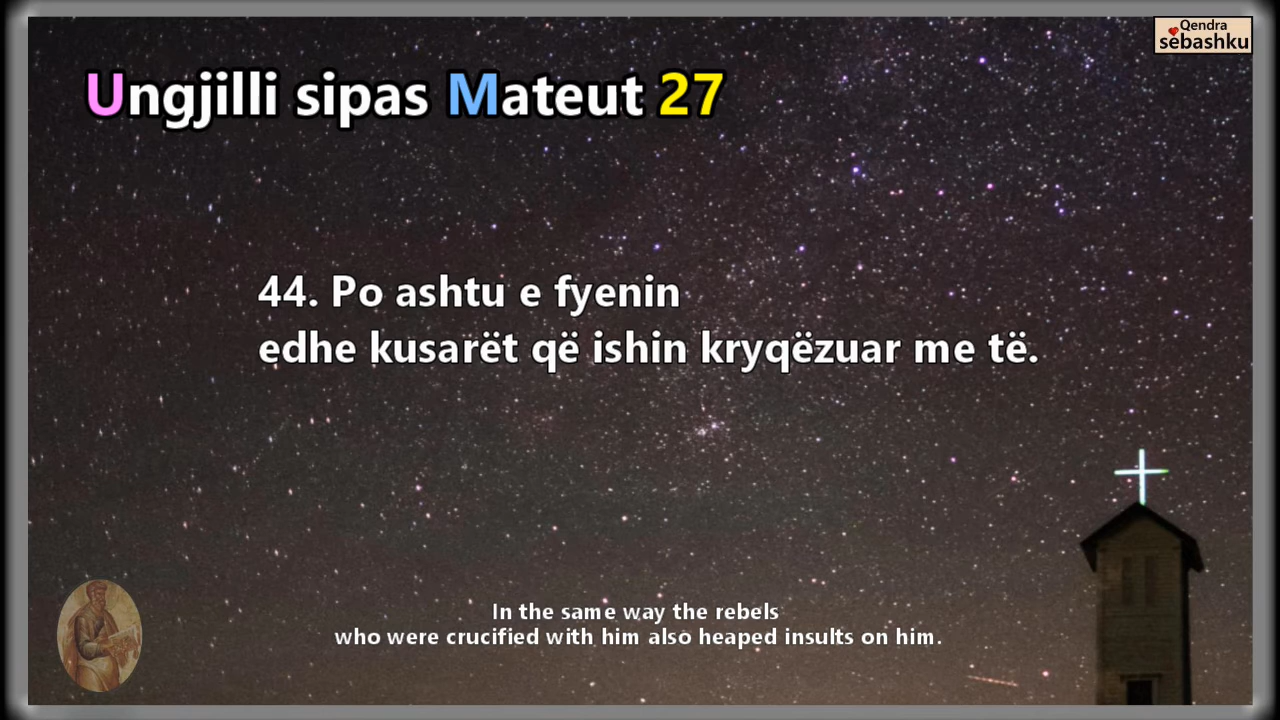 Qendra
sebashku
Ungjilli sipas Mateut 27
44. Po ashtu e fyenin
edhe kusarët që ishin kryqëzuar me të.
In the same way the rebels
who were crucified with him also heaped insults on him.